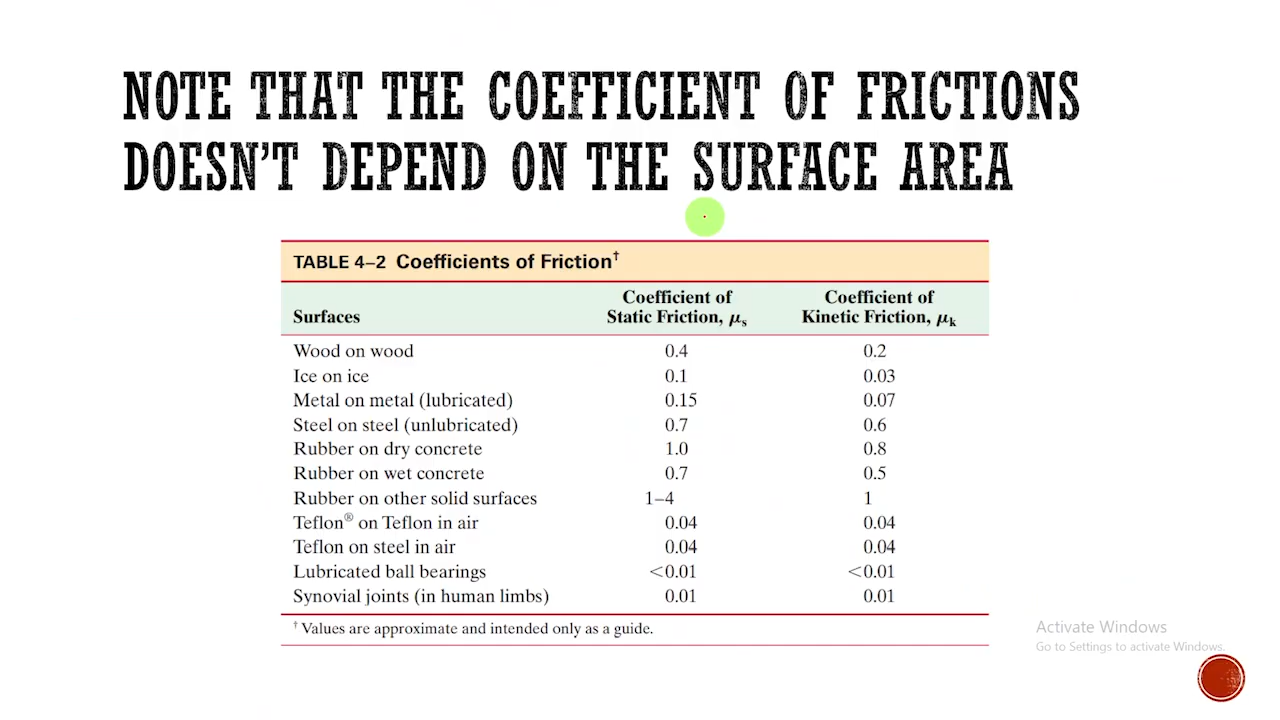 NOTE THAT THE COEFFICIENT OF FRICTIONS
DOESN'T DEPEND ON THE SURFACE AREA
TABLE 4–2 Coefficients of Friction†
Surfaces Coefficient of Static Friction, μs Coefficient of Kinetic Friction, μk
Wood on wood 0.4 0.2
Ice on ice 0.1 0.03
Metal on metal (lubricated) 0.15 0.07
Steel on steel (unlubricated) 0.7 0.6
Rubber on dry concrete 1.0 0.8
Rubber on wet concrete 0.7 0.5
Rubber on other solid surfaces 1–4 1
Teflon® on Teflon in air 0.04 0.04
Teflon on steel in air 0.04 0.04
Lubricated ball bearings <0.01 <0.01
Synovial joints (in human limbs) 0.01 0.01
† Values are approximate and intended only as a guide.
Activate Windows
Go to Settings to activate Windows.